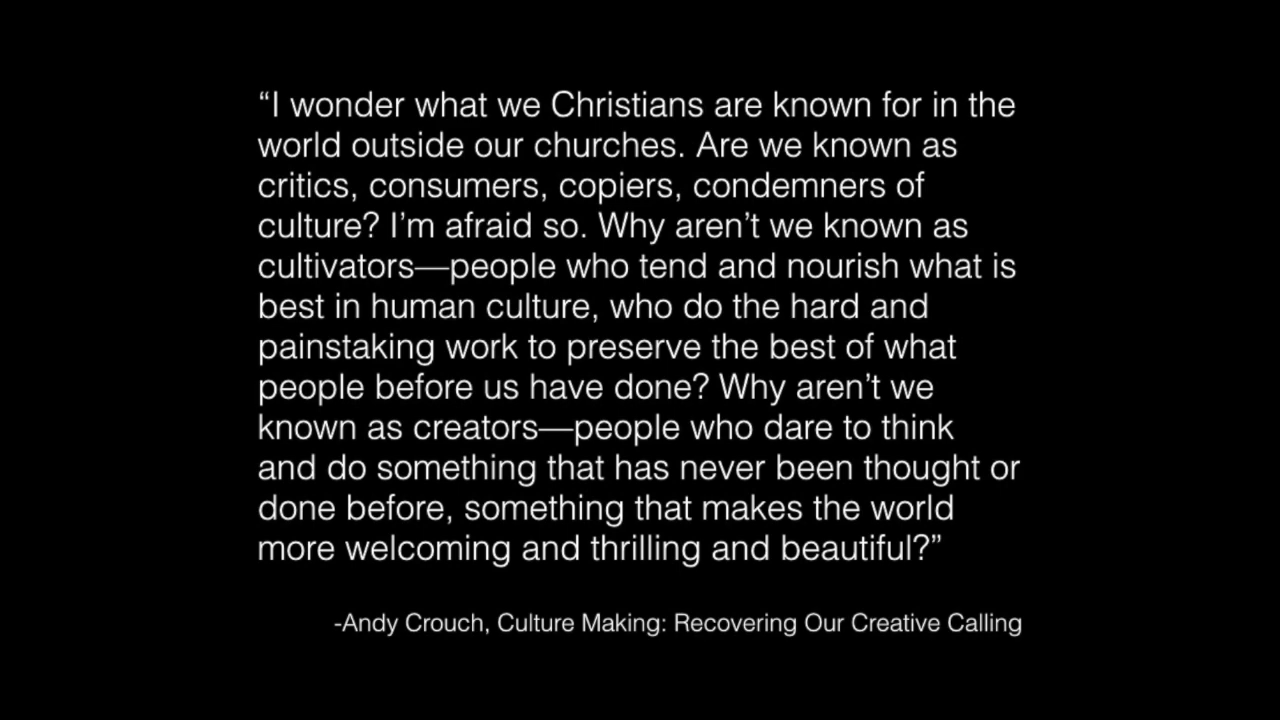 “I wonder what we Christians are known for in the
world outside our churches. Are we known as
critics, consumers, copiers, condemners of
culture? I’m afraid so. Why aren’t we known as
cultivators—people who tend and nourish what is
best in human culture, who do the hard and
painstaking work to preserve the best of what
people before us have done? Why aren’t we
known as creators—people who dare to think
and do something that has never been thought or
done before, something that makes the world
more welcoming and thrilling and beautiful?”
-Andy Crouch, Culture Making: Recovering Our Creative Calling